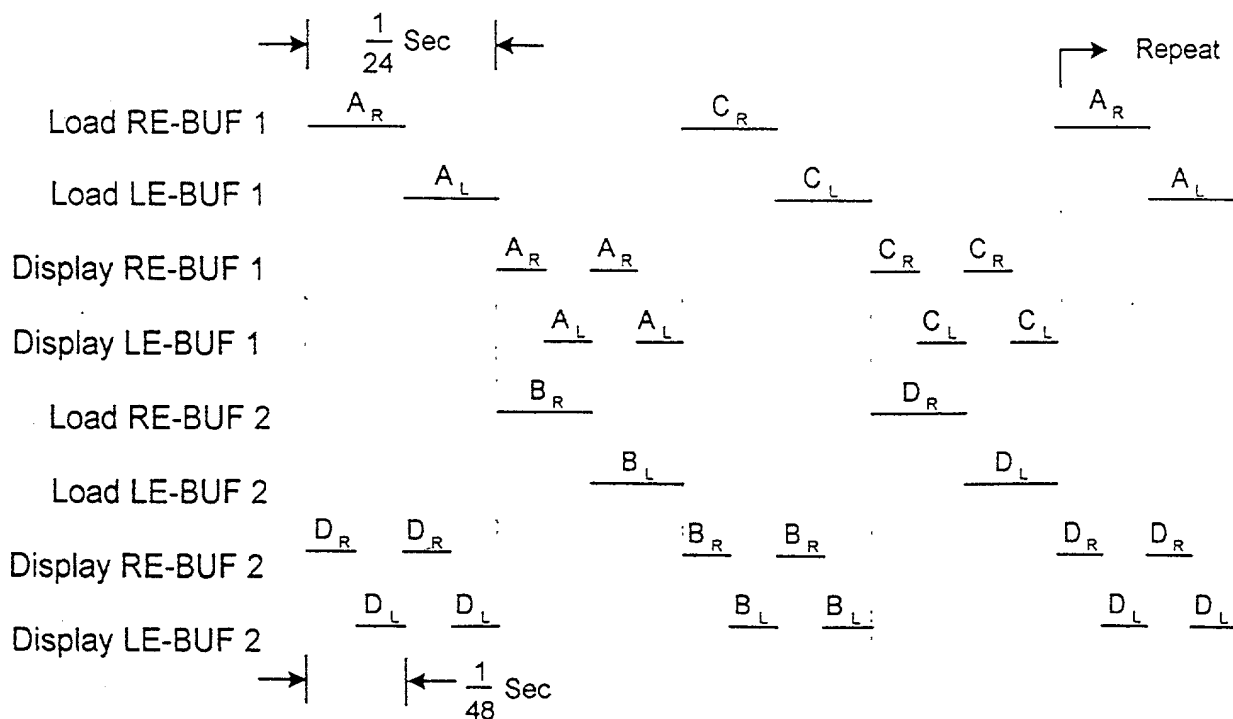 1/24 Sec
Repeat
Load RE-BUF 1 A_R C_R A_R
Load LE-BUF 1 A_L C_L A_L
Display RE-BUF 1 A_R A_R C_R C_R
Display LE-BUF 1 A_L A_L C_L C_L
Load RE-BUF 2 B_R D_R
Load LE-BUF 2 B_L D_L
Display RE-BUF 2 D_R D_R B_R B_R D_R D_R
Display LE-BUF 2 D_L D_L B_L B_L D_L D_L
1/48 Sec